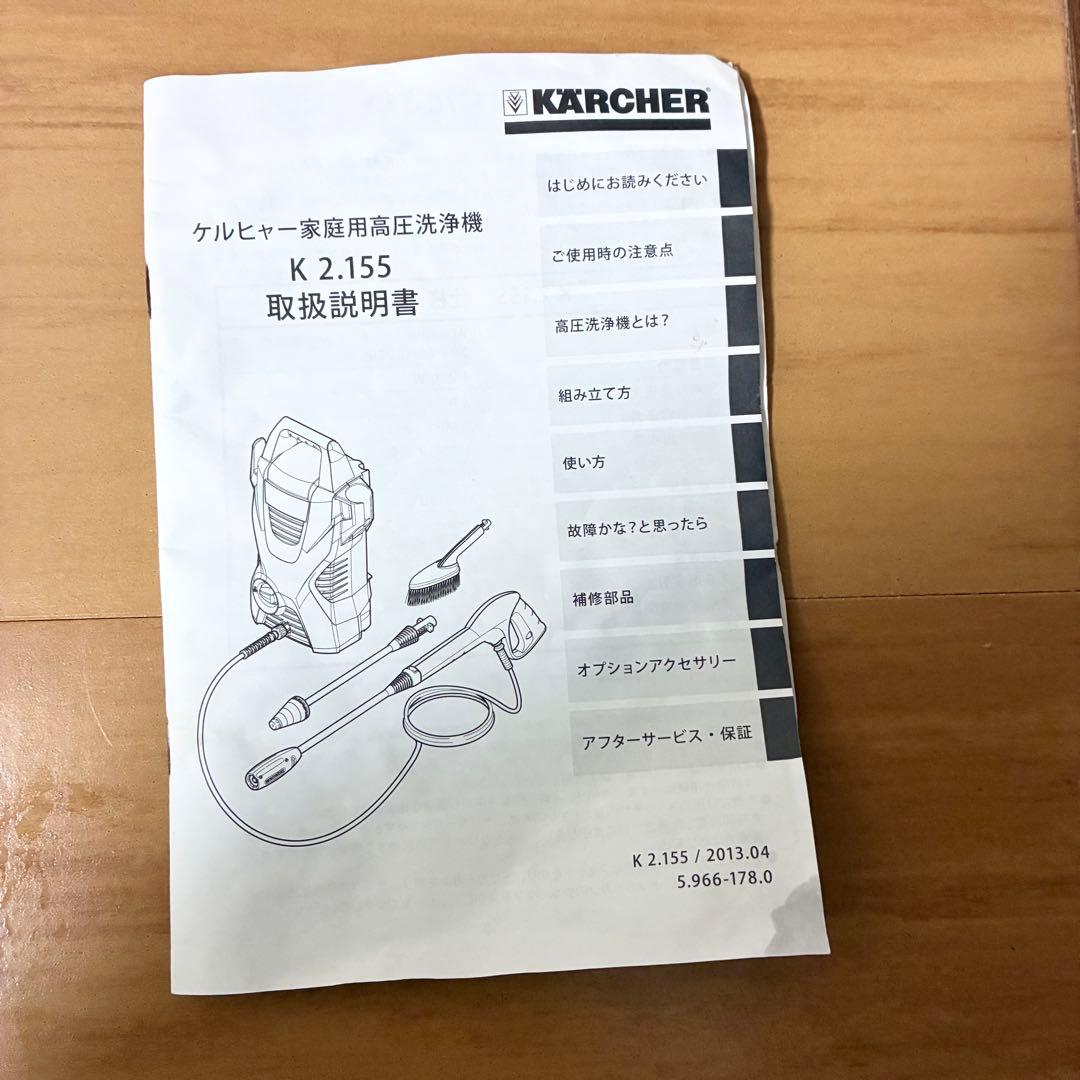 KÄRCHER®
ケルヒャー家庭用高圧洗浄機
K 2.155
取扱説明書
はじめにお読みください
ご使用時の注意点
高圧洗浄機とは?
組み立て方
使い方
故障かな?と思ったら
補修部品
オプションアクセサリー
アフターサービス・保証
K 2.155 / 2013.04
5.966-178.0